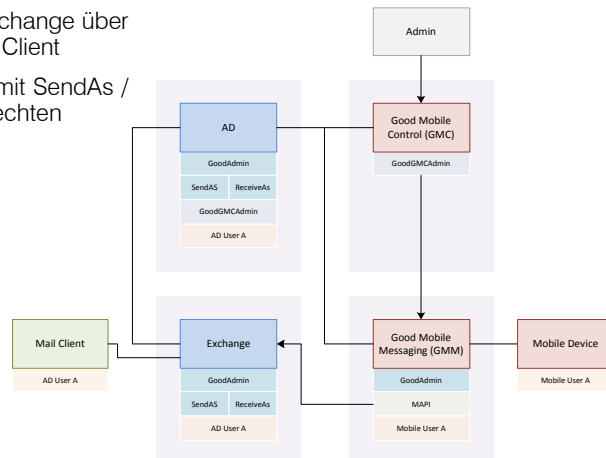 change über
Client
mit SendAs /
echten
Admin
AD
GoodAdmin
SendAS ReceiveAs
GoodGMCAdmin
AD User A
Good Mobile
Control (GMC)
GoodGMCAdmin
Mail Client
AD User A
Exchange
GoodAdmin
SendAS ReceiveAs
AD User A
Good Mobile
Messaging (GMM)
GoodAdmin
MAPI
Mobile User A
Mobile Device
Mobile User A